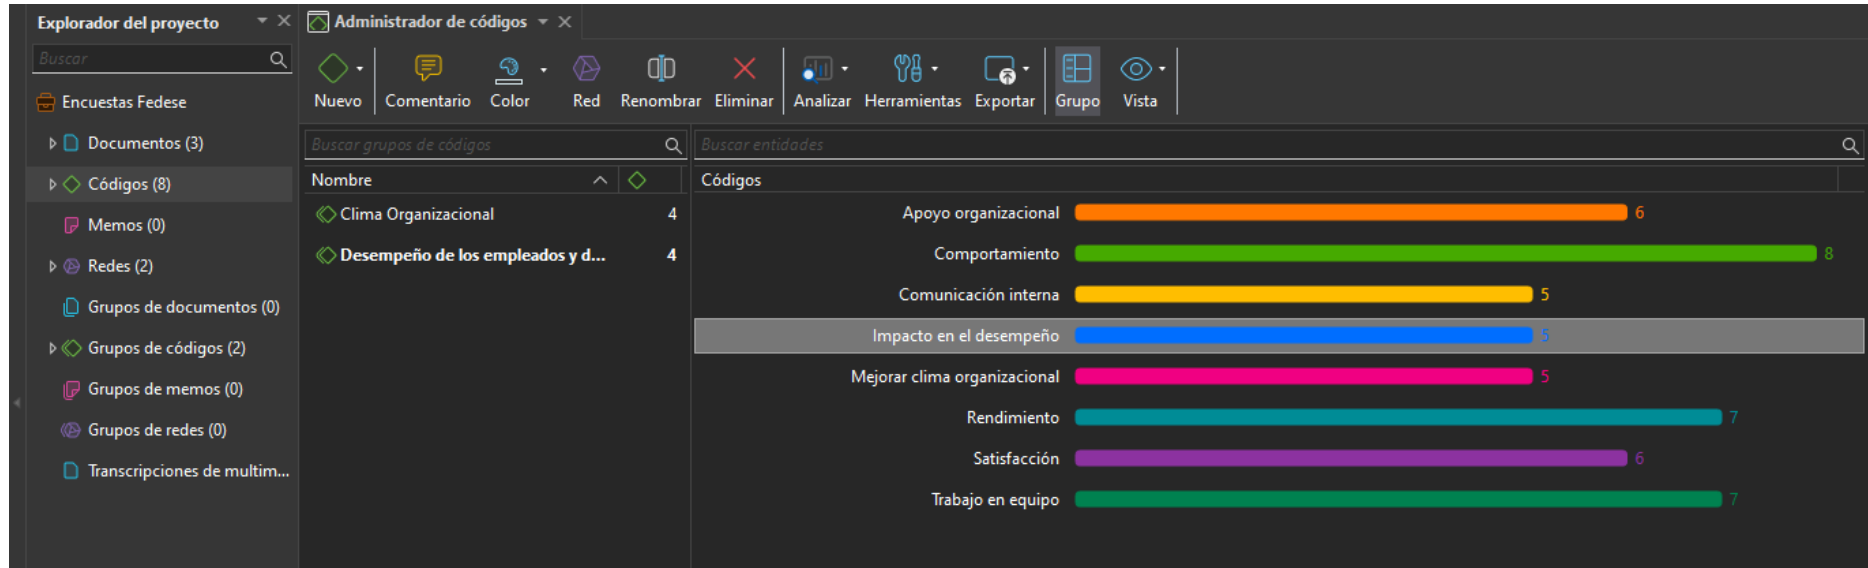 Explorador del proyecto
Buscar
Encuestas Fedese
Documentos (3)
Códigos (8)
Memos (0)
Redes (2)
Grupos de documentos (0)
Grupos de códigos (2)
Grupos de memos (0)
Grupos de redes (0)
Transcripciones de multim...
Administrador de códigos
Nuevo Comentario Color Red Renombrar Eliminar Analizar Herramientas Exportar Grupo Vista
Buscar grupos de códigos
Nombre
Clima Organizacional 4
Desempeño de los empleados y d... 4
Buscar entidades
Códigos
Apoyo organizacional 6
Comportamiento 8
Comunicación interna 5
Impacto en el desempeño 5
Mejorar clima organizacional 5
Rendimiento 7
Satisfacción 6
Trabajo en equipo 7